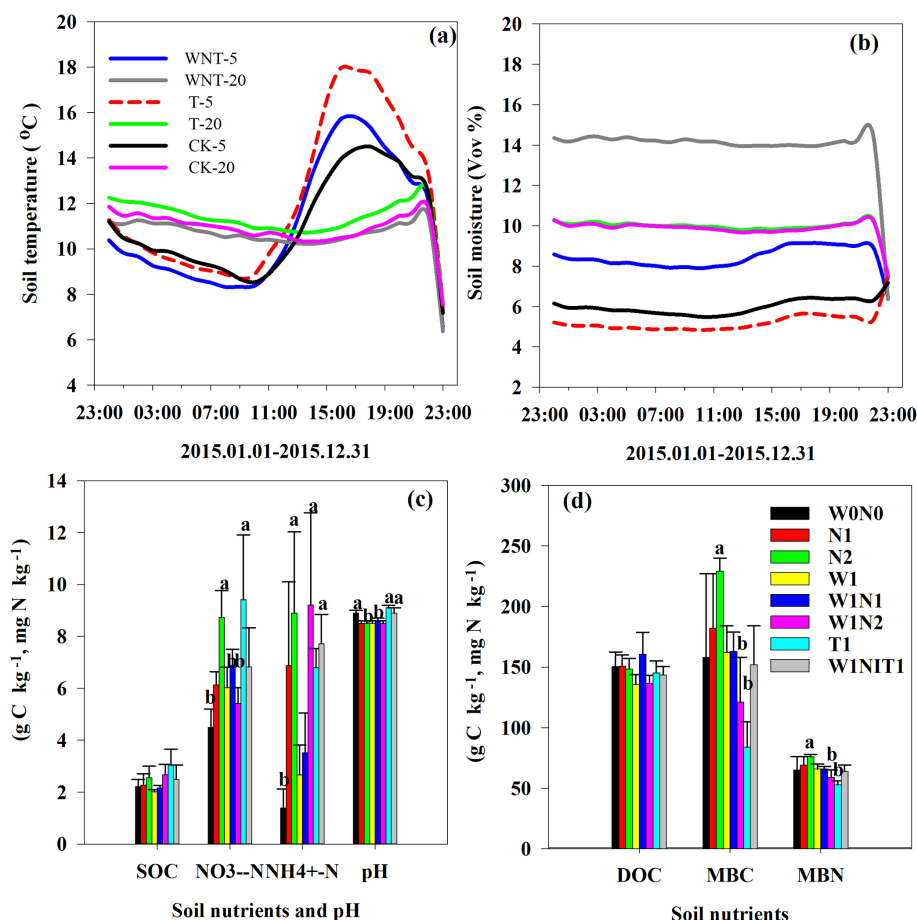 (a)
20
18
16
14
12
10
8
6
4
Soil temperature ( ⁰C)
WNT-5
WNT-20
T-5
T-20
CK-5
CK-20
23:00 03:00 07:00 11:00 15:00 19:00 23:00
2015.01.01-2015.12.31
(b)
20
18
16
14
12
10
8
6
4
2
Soil moisture (Vov %)
23:00 03:00 07:00 11:00 15:00 19:00 23:00
2015.01.01-2015.12.31
(c)
14
12
10
8
6
4
2
0
(g C kg⁻¹, mg N kg⁻¹)
b a b b a
b a a a
a b b b aa
SOC NO3--N NH4+-N pH
Soil nutrients and pH
(d)
300
250
200
150
100
50
0
(g C kg⁻¹, mg N kg⁻¹)
W0N0
N1
N2
W1
W1N1
W1N2
T1
W1NIT1
a b b
a b b
DOC MBC MBN
Soil nutrients